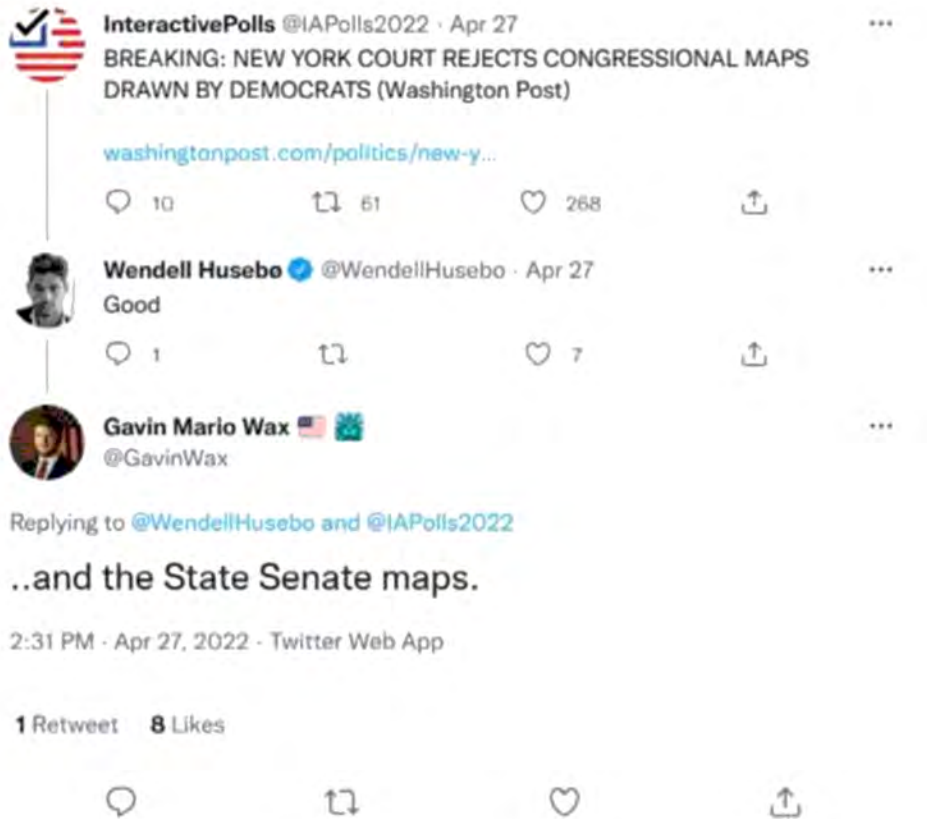 InteractivePolls @IAPolls2022 · Apr 27
BREAKING: NEW YORK COURT REJECTS CONGRESSIONAL MAPS
DRAWN BY DEMOCRATS (Washington Post)
washingtonpost.com/politics/new-y...
10 61 268
Wendell Husebø @WendellHusebo · Apr 27
Good
1 7
Gavin Mario Wax
@GavinWax
Replying to @WendellHusebo and @IAPolls2022
..and the State Senate maps.
2:31 PM · Apr 27, 2022 · Twitter Web App
1 Retweet 8 Likes